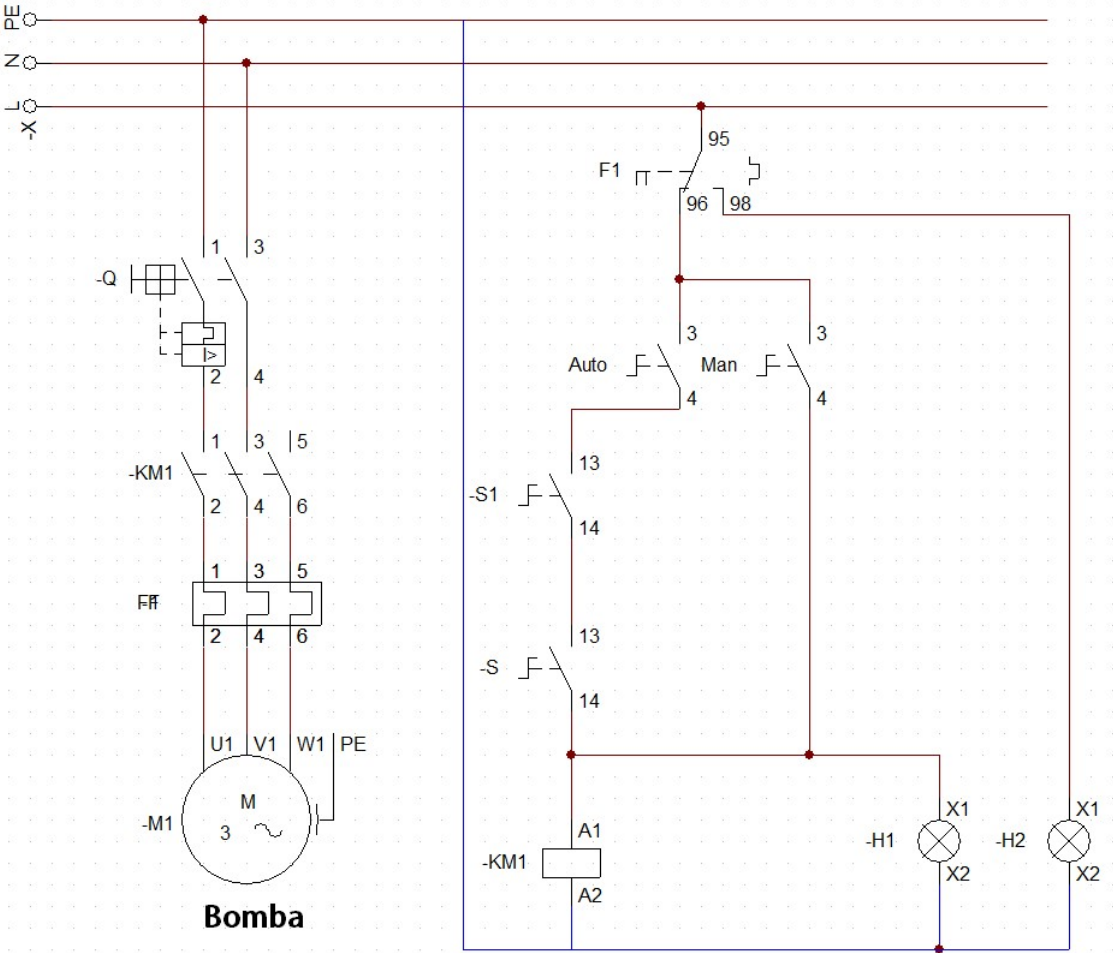 PE
N
L
-X
95
F1
96 98
1 3
-Q
I>
2 4
3 3
Auto Man
4 4
1 3 5
-KM1
2 4 6
13
-S1
14
1 3 5
2 4 6
13
-S
14
U1 V1 W1 PE
M
3
-M1
A1
-KM1
A2
X1 X1
-H1 -H2
X2 X2
Bomba